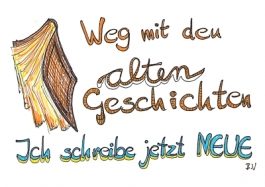 Weg mit den
alten
Geschichten
Ich schreibe jetzt NEUE